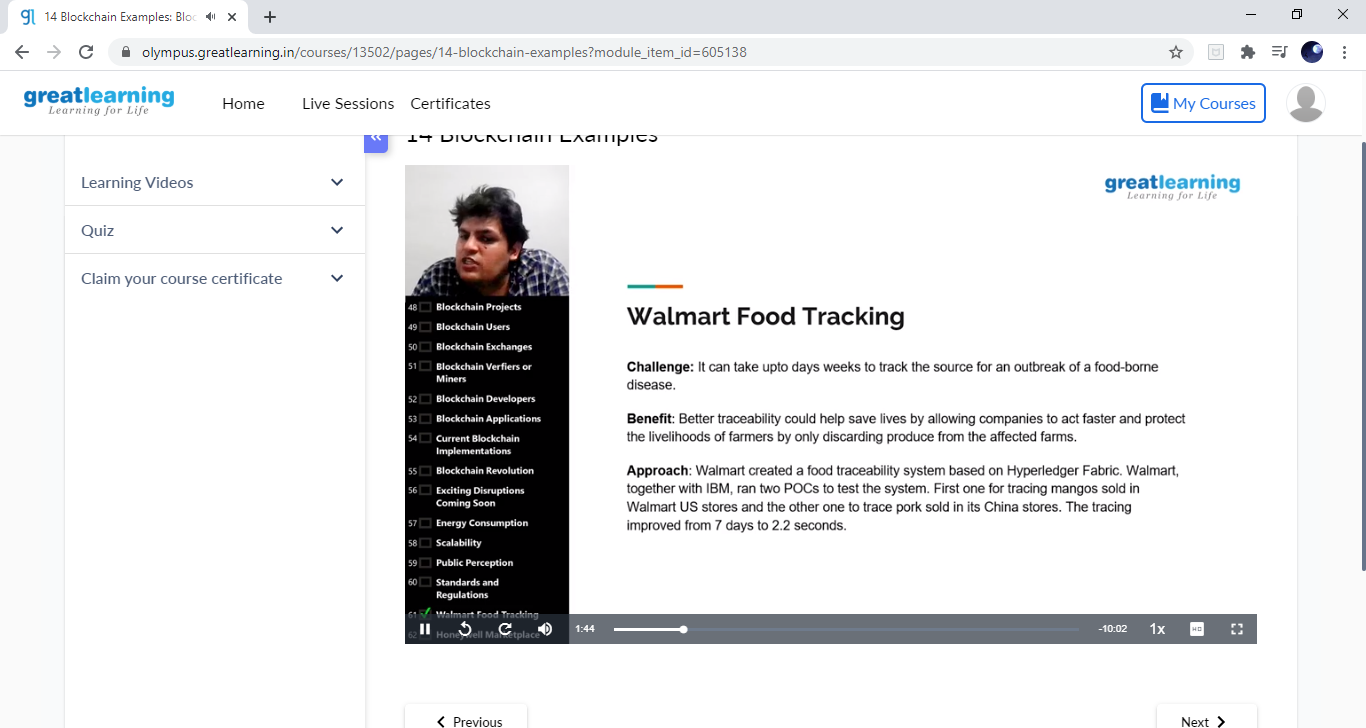 14 Blockchain Examples: Bloc
olympus.greatlearning.in/courses/13502/pages/14-blockchain-examples?module_item_id=605138
greatlearning
Learning for Life
Home
Live Sessions
Certificates
My Courses
Learning Videos
Quiz
Claim your course certificate
14 Blockchain Examples
48 Blockchain Projects
49 Blockchain Users
50 Blockchain Exchanges
51 Blockchain Verfiers or
Miners
52 Blockchain Developers
53 Blockchain Applications
54 Current Blockchain
Implementations
55 Blockchain Revolution
56 Exciting Disruptions
Coming Soon
57 Energy Consumption
58 Scalability
59 Public Perception
60 Standards and
Regulations
61 Walmart Food Tracking
62 Honeywell Marketplace
greatlearning
Learning for Life
Walmart Food Tracking
Challenge: It can take upto days weeks to track the source for an outbreak of a food-borne
disease.
Benefit: Better traceability could help save lives by allowing companies to act faster and protect
the livelihoods of farmers by only discarding produce from the affected farms.
Approach: Walmart created a food traceability system based on Hyperledger Fabric. Walmart,
together with IBM, ran two POCs to test the system. First one for tracing mangos sold in
Walmart US stores and the other one to trace pork sold in its China stores. The tracing
improved from 7 days to 2.2 seconds.
1:44
-10:02
1x
HD
Previous
Next